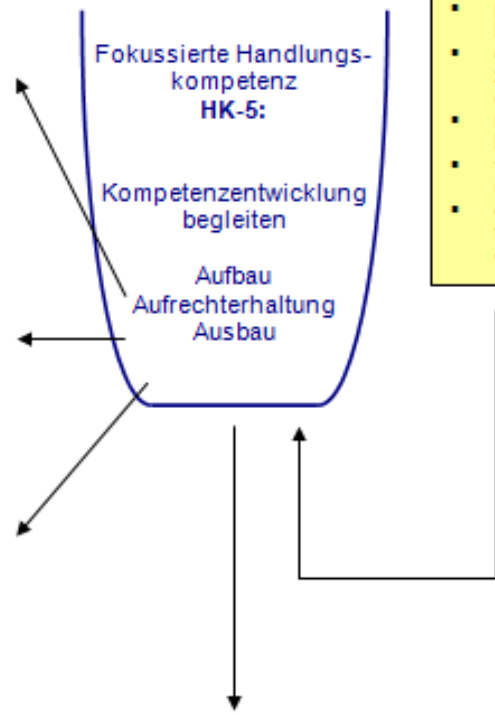 Fokussierte Handlungs-
kompetenz
HK-5:
Kompetenzentwicklung
begleiten
Aufbau
Aufrechterhaltung
Ausbau